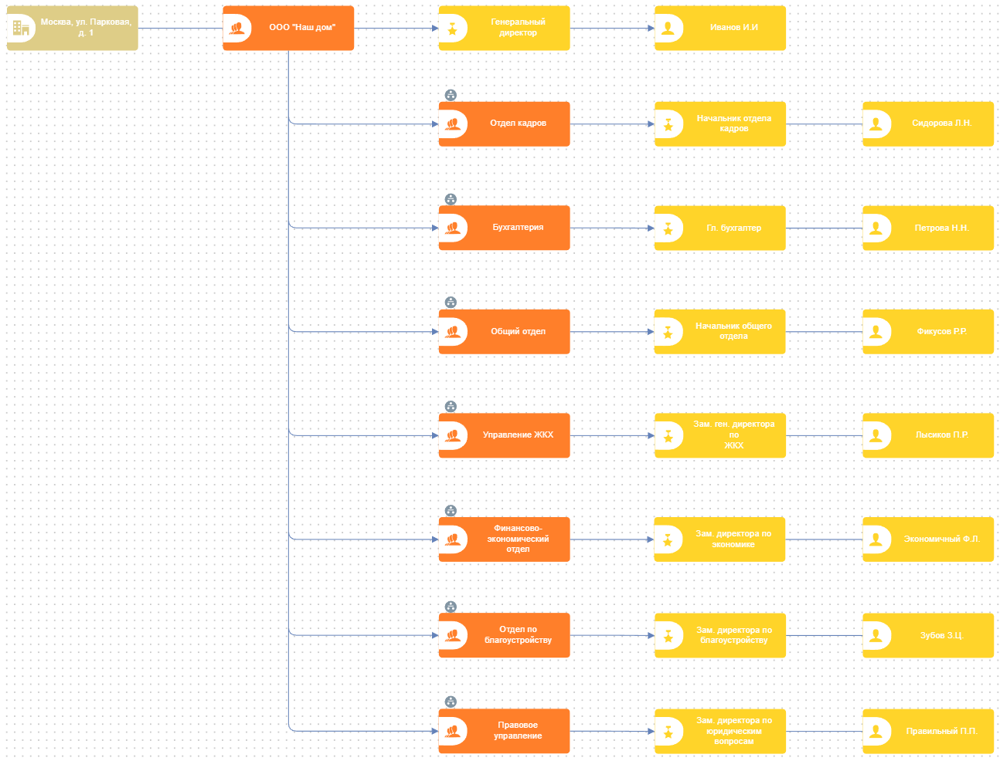 Москва, ул. Парковая,
д. 1
ООО "Наш дом"
Генеральный
директор
Иванов И.И
Отдел кадров
Начальник отдела
кадров
Сидорова Л.Н.
Бухгалтерия
Гл. бухгалтер
Петрова Н.Н.
Общий отдел
Начальник общего
отдела
Фикусов Р.Р.
Управление ЖКХ
Зам. ген. директора
по
ЖКХ
Лысиков П.Р.
Финансово-
экономический
отдел
Зам. директора по
экономике
Экономичный Ф.Л.
Отдел по
благоустройству
Зам. директора по
благоустройству
Зубов З.Ц.
Правовое
управление
Зам. директора по
юридическим
вопросам
Правильный П.П.